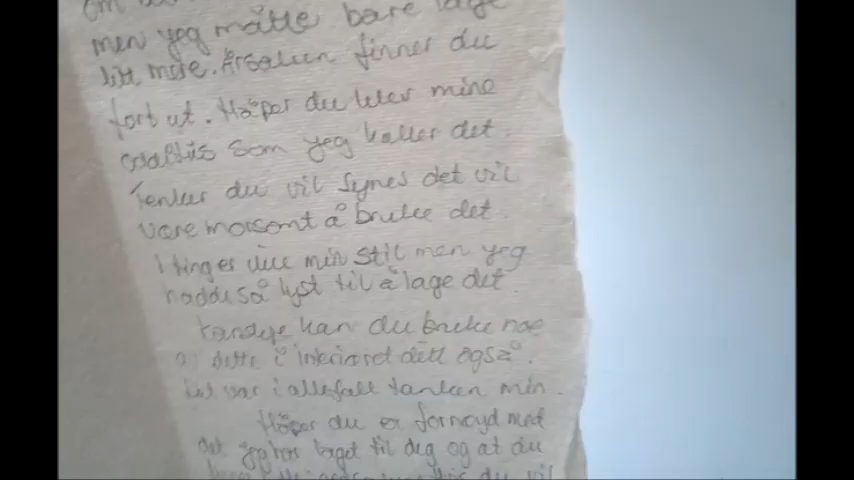 men jeg måtte bare lage
litt mere. Årsaken finner du
fort ut. Håper du liker mine
som jeg kaller det.
Tenker du vil synes det vil
være morsomt å bruke det.
min stil men jeg
hadde så lyst til å lage det.
Kanskje kan du bruke noe
av dette i interiøret ditt også.
Det var i allefall tanken min.
Håper du er fornøyd med
det jeg har laget til deg og at du
du vil